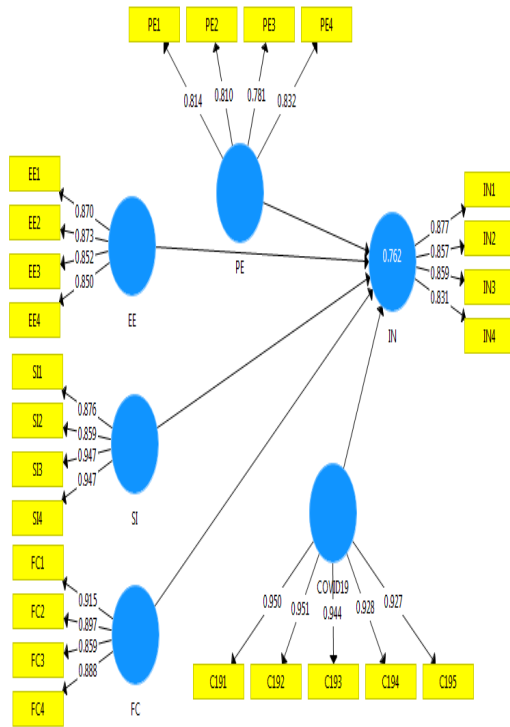 PE1 PE2 PE3 PE4
0.814 0.810 0.781 0.832
PE
EE1
EE2
EE3
EE4
0.870
0.873
0.852
0.850
EE
IN1
IN2
IN3
IN4
0.877
0.857
0.859
0.831
0.762
IN
SI1
SI2
SI3
SI4
0.876
0.859
0.947
0.947
SI
FC1
FC2
FC3
FC4
0.915
0.897
0.859
0.888
FC
COVID19
0.950 0.951 0.944 0.928 0.927
C191 C192 C193 C194 C195